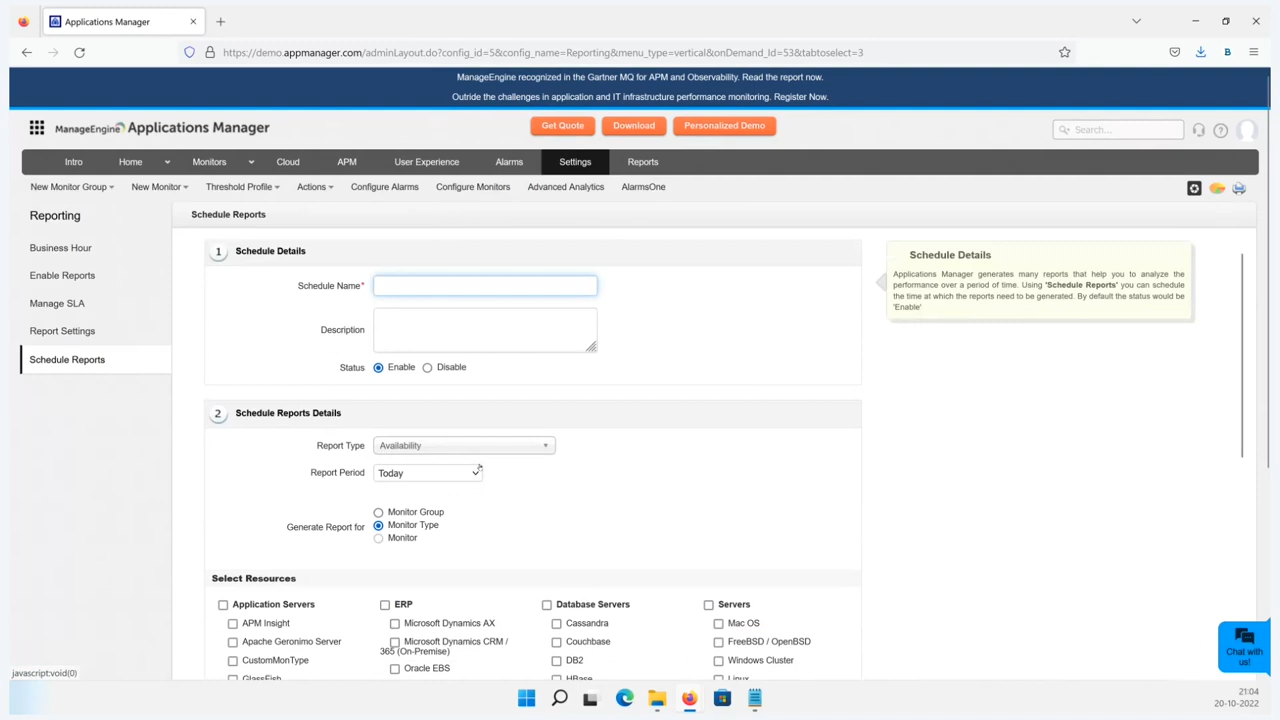 Applications Manager
https://demo.appmanager.com/adminLayout.do?config_id=5&config_name=Reporting&menu_type=vertical&onDemand_Id=53&tabtoselect=3
B
ManageEngine recognized in the Gartner MQ for APM and Observability. Read the report now.
Outride the challenges in application and IT infrastructure performance monitoring. Register Now.
ManageEngine Applications Manager
Get Quote Download Personalized Demo
Search...
Intro Home Monitors Cloud APM User Experience Alarms Settings Reports
New Monitor Group New Monitor Threshold Profile Actions Configure Alarms Configure Monitors Advanced Analytics AlarmsOne
Reporting
Business Hour
Enable Reports
Manage SLA
Report Settings
Schedule Reports
Schedule Reports
1 Schedule Details
Schedule Name*
Description
Status Enable Disable
Schedule Details
Applications Manager generates many reports that help you to analyze the
performance over a period of time. Using 'Schedule Reports' you can schedule
the time at which the reports need to be generated. By default the status would be
'Enable'
2 Schedule Reports Details
Report Type Availability
Report Period Today
Generate Report for
Monitor Group
Monitor Type
Monitor
Select Resources
Application Servers ERP Database Servers Servers
APM Insight Microsoft Dynamics AX Cassandra Mac OS
Apache Geronimo Server Microsoft Dynamics CRM / Couchbase FreeBSD / OpenBSD
365 (On-Premise)
CustomMonType Oracle EBS DB2 Windows Cluster
GlassFish HBase Linux
Chat with
us!
javascript:void(0)
21:04
20-10-2022